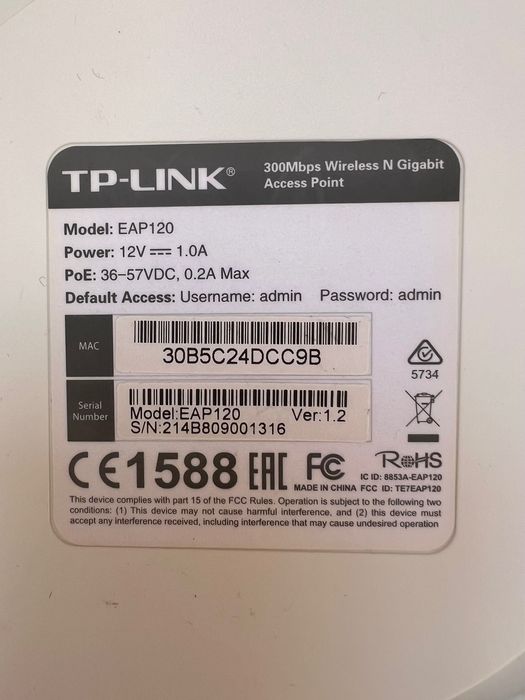 TP-LINK® 300Mbps Wireless N Gigabit
Access Point
Model: EAP120
Power: 12V⎓1.0A
PoE: 36–57VDC, 0.2A Max
Default Access: Username: admin Password: admin
MAC
30B5C24DCC9B
5734
Serial
Number
Model:EAP120 Ver:1.2
S/N:214B809001316
CE1588 EAC FC RoHS
IC ID: 8853A-EAP120
MADE IN CHINA FCC ID: TE7EAP120
This device complies with part 15 of the FCC Rules. Operation is subject to the following two
conditions: (1) This device may not cause harmful interference, and (2) this device must
accept any interference received, including interference that may cause undesired operation